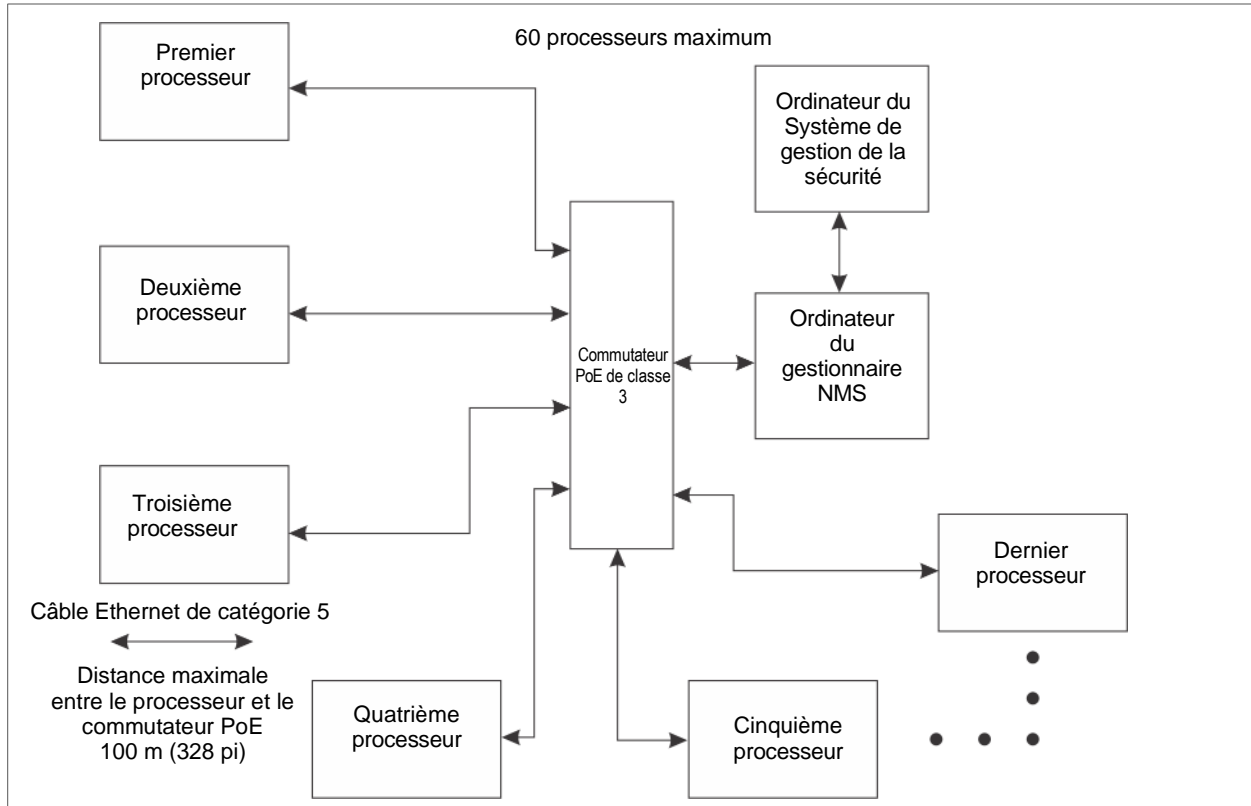 Premier
processeur
60 processeurs maximum
Ordinateur du
Système de
gestion de la
sécurité
Deuxième
processeur
Commutateur
PoE de classe
3
Ordinateur
du
gestionnaire
NMS
Troisième
processeur
Dernier
processeur
Câble Ethernet de catégorie 5
Distance maximale
entre le processeur et le
commutateur PoE
100 m (328 pi)
Quatrième
processeur
Cinquième
processeur